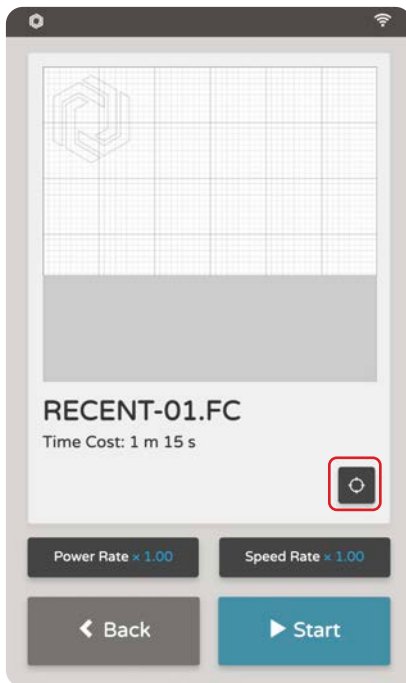 RECENT-01.FC
Time Cost: 1 m 15 s
Power Rate × 1.00 Speed Rate × 1.00
Back Start